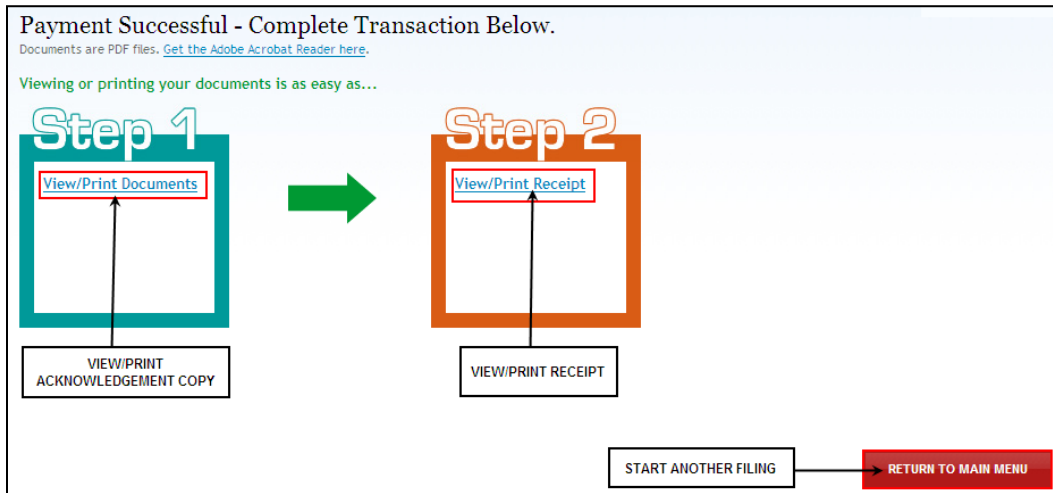 Payment Successful - Complete Transaction Below.
Documents are PDF files. Get the Adobe Acrobat Reader here.
Viewing or printing your documents is as easy as...
Step 1
View/Print Documents
Step 2
View/Print Receipt
VIEW/PRINT
ACKNOWLEDGEMENT COPY
VIEW/PRINT RECEIPT
START ANOTHER FILING
RETURN TO MAIN MENU